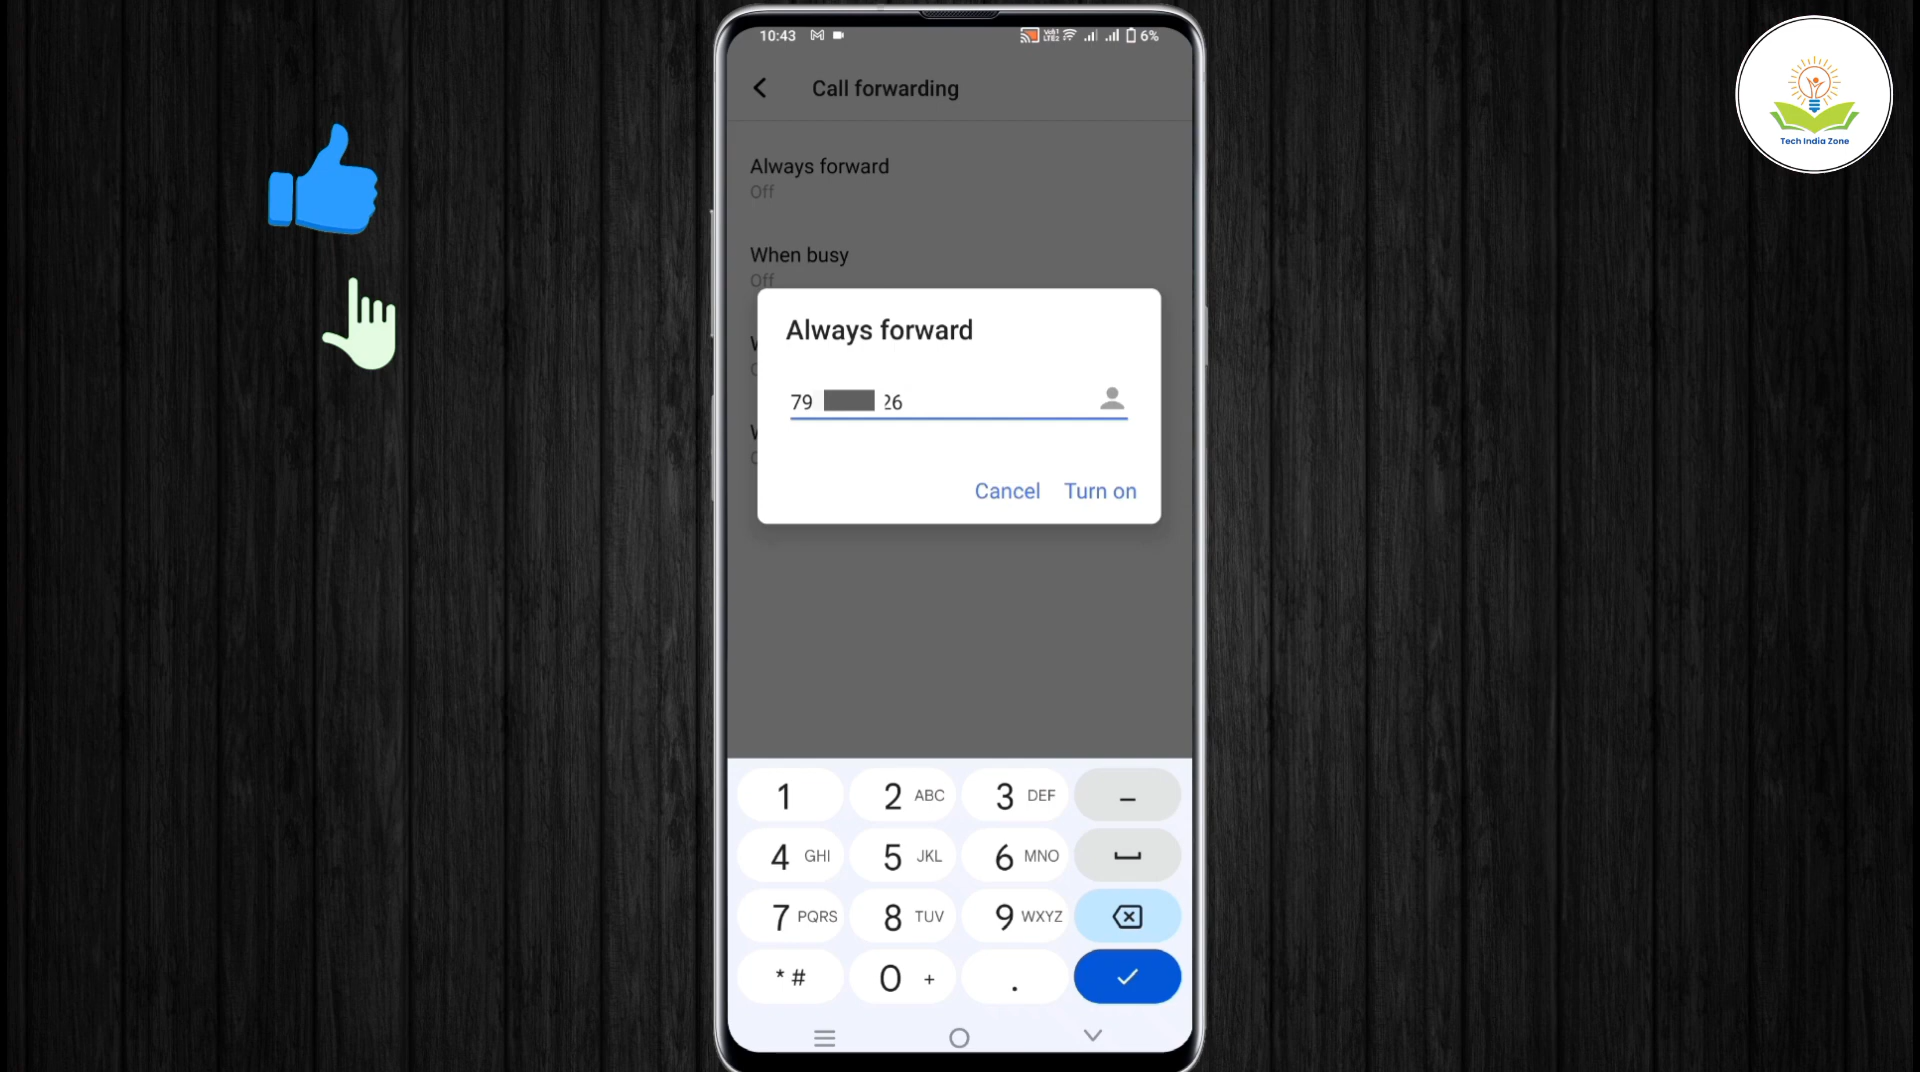 10:43
VoI1 LTE2
6%
Call forwarding
Always forward
Off
When busy
Off
Always forward
79 26
Cancel Turn on
1
2 ABC
3 DEF
–
4 GHI
5 JKL
6 MNO
7 PQRS
8 TUV
9 WXYZ
* #
0 +
.
Tech India Zone